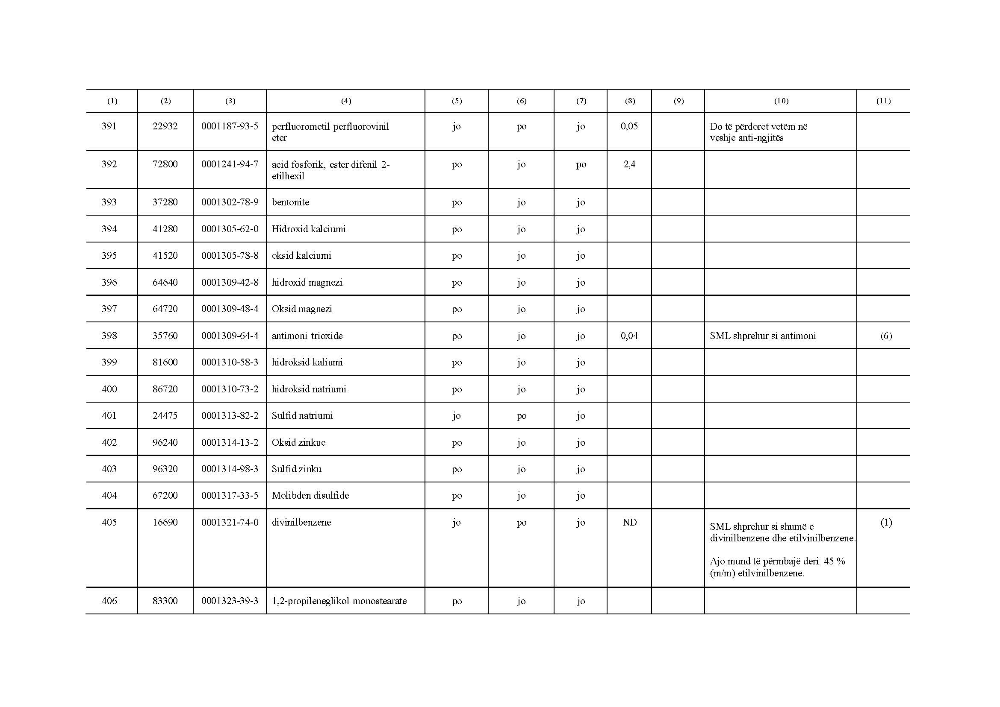 (1) (2) (3) (4) (5) (6) (7) (8) (9) (10) (11)
391 22932 0001187-93-5 perfluorometil perfluorovinil jo po jo 0,05 Do të përdoret vetëm në
eter veshje anti-ngjitës
392 72800 0001241-94-7 acid fosforik, ester difenil 2- po jo po 2,4
etilhexil
393 37280 0001302-78-9 bentonite po jo jo
394 41280 0001305-62-0 Hidroxid kalciumi po jo jo
395 41520 0001305-78-8 oksid kalciumi po jo jo
396 64640 0001309-42-8 hidroxid magnezi po jo jo
397 64720 0001309-48-4 Oksid magnezi po jo jo
398 35760 0001309-64-4 antimoni trioxide po jo jo 0,04 SML shprehur si antimoni (6)
399 81600 0001310-58-3 hidroksid kaliumi po jo jo
400 86720 0001310-73-2 hidroksid natriumi po jo jo
401 24475 0001313-82-2 Sulfid natriumi jo po jo
402 96240 0001314-13-2 Oksid zinkue po jo jo
403 96320 0001314-98-3 Sulfid zinku po jo jo
404 67200 0001317-33-5 Molibden disulfide po jo jo
405 16690 0001321-74-0 divinilbenzene jo po jo ND (1)
SML shprehur si shumë e
divinilbenzene dhe etilvinilbenzene.
Ajo mund të përmbajë deri 45 %
(m/m) etilvinilbenzene.
406 83300 0001323-39-3 1,2-propileneglikol monostearate po jo jo